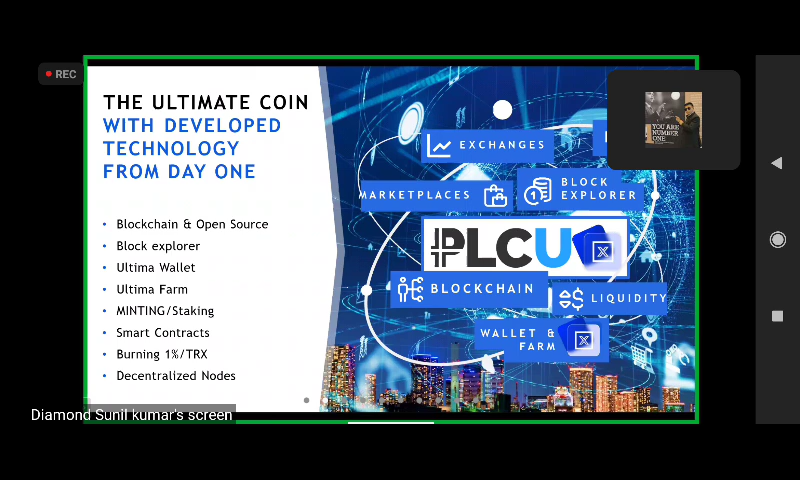 REC
THE ULTIMATE COIN
WITH DEVELOPED
TECHNOLOGY
FROM DAY ONE
• Blockchain & Open Source
• Block explorer
• Ultima Wallet
• Ultima Farm
• MINTING/Staking
• Smart Contracts
• Burning 1%/TRX
• Decentralized Nodes
EXCHANGES
MARKETPLACES
BLOCK
EXPLORER
PLCU
BLOCKCHAIN
LIQUIDITY
WALLET &
FARM
YOU ARE
NUMBER
ONE
Diamond Sunil kumar's screen